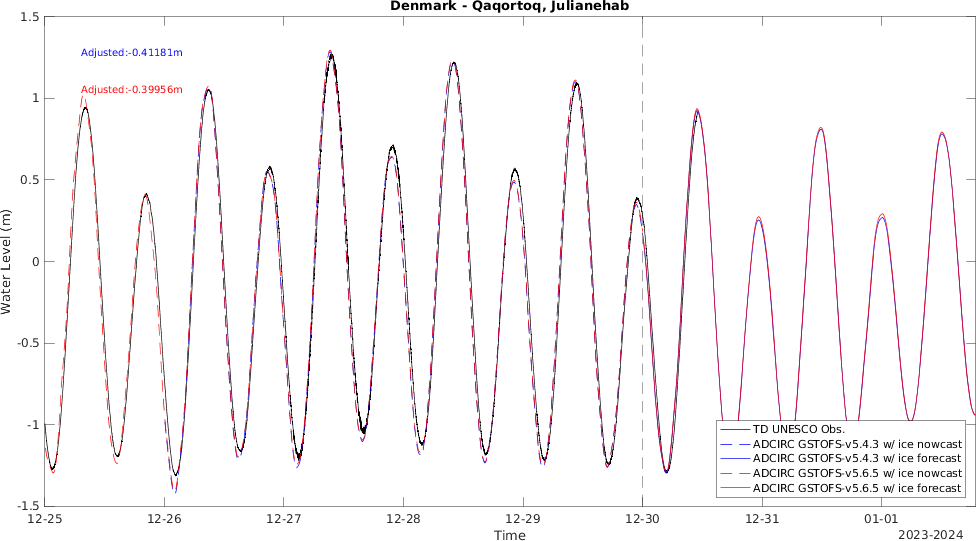 Denmark - Qaqortoq, Julianehab
Water Level (m)
1.5
1
0.5
0
-0.5
-1
-1.5
Adjusted:-0.41181m
Adjusted:-0.39956m
TD UNESCO Obs.
ADCIRC GSTOFS-v5.4.3 w/ ice nowcast
ADCIRC GSTOFS-v5.4.3 w/ ice forecast
ADCIRC GSTOFS-v5.6.5 w/ ice nowcast
ADCIRC GSTOFS-v5.6.5 w/ ice forecast
12-25 12-26 12-27 12-28 12-29 12-30 12-31 01-01
Time
2023-2024